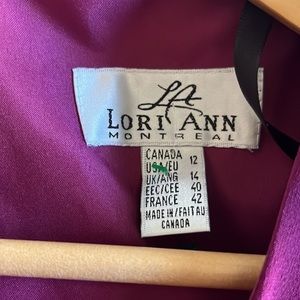 LA
LORI ANN
MONTREAL
CANADA 12
USA/EU
UK/ANG 14
EEC/CEE 40
FRANCE 42
MADE IN/FAIT AU
CANADA